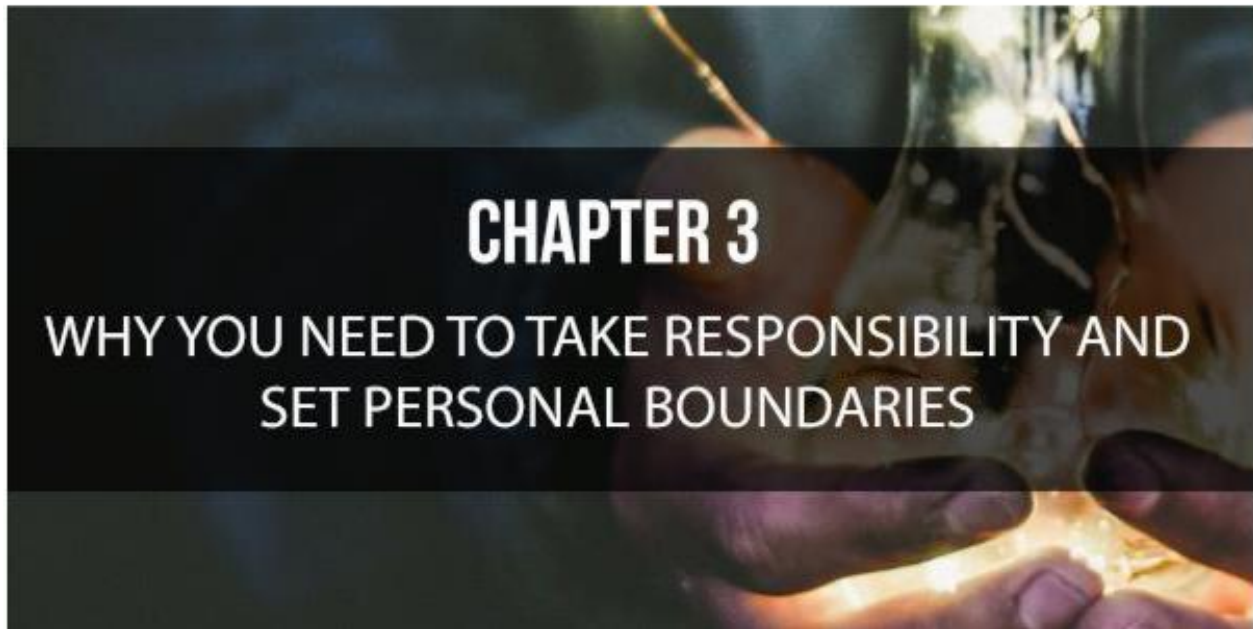 CHAPTER 3
WHY YOU NEED TO TAKE RESPONSIBILITY AND
SET PERSONAL BOUNDARIES